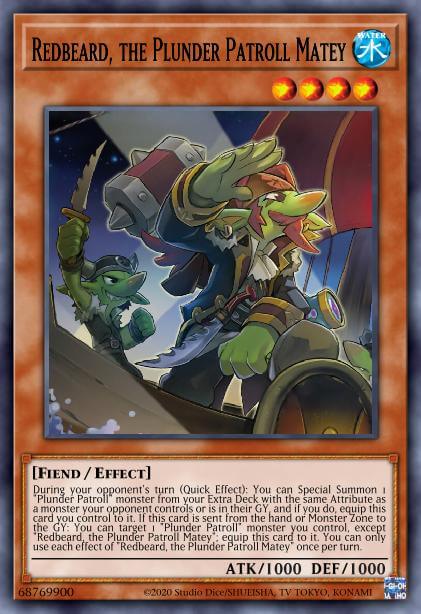 Redbeard, the Plunder Patroll Matey
WATER
水
[Fiend / Effect]
During your opponent's turn (Quick Effect): You can Special Summon 1
"Plunder Patroll" monster from your Extra Deck with the same Attribute as
a monster your opponent controls or is in their GY, and if you do, equip
this card you control to it. If this card is sent from the hand or Monster Zone to
the GY: You can target 1 "Plunder Patroll" monster you control, except
"Redbeard, the Plunder Patroll Matey"; equip this card to it. You can only
use each effect of "Redbeard, the Plunder Patroll Matey" once per turn.
ATK/1000 DEF/1000
68769900
©2020 Studio Dice/SHUEISHA, TV TOKYO, KONAMI